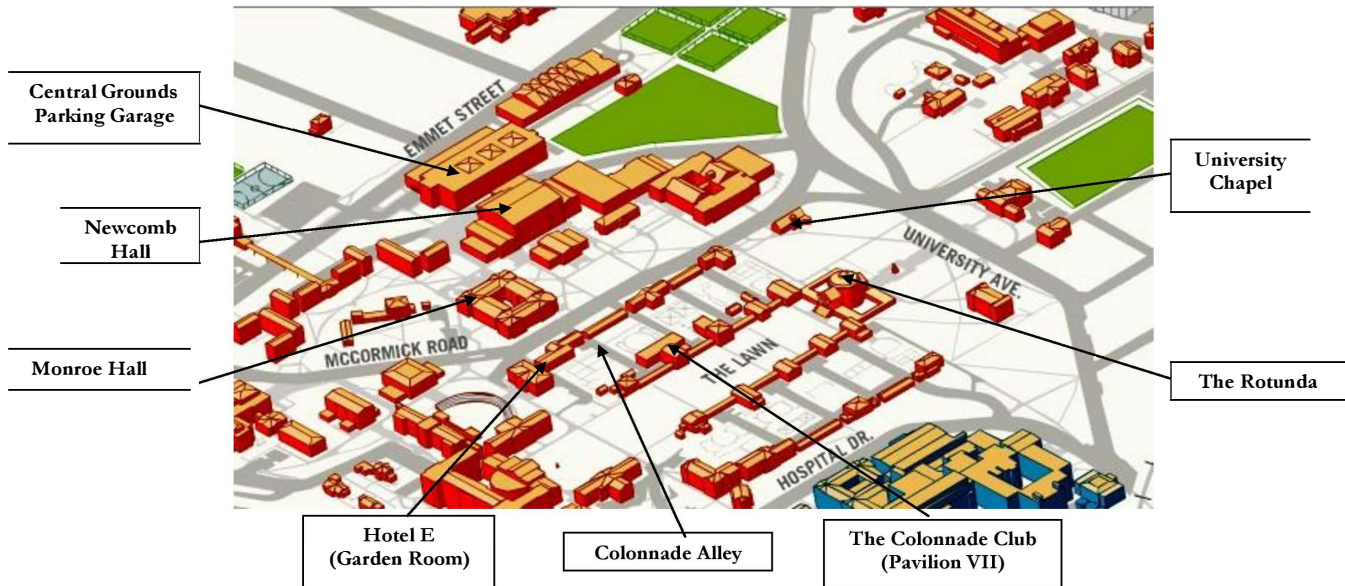 Central Grounds
Parking Garage
EMMET STREET
University
Chapel
Newcomb
Hall
UNIVERSITY AVE.
MCCORMICK ROAD
THE LAWN
Monroe Hall
The Rotunda
HOSPITAL DR.
Hotel E
(Garden Room)
Colonnade Alley
The Colonnade Club
(Pavilion VII)